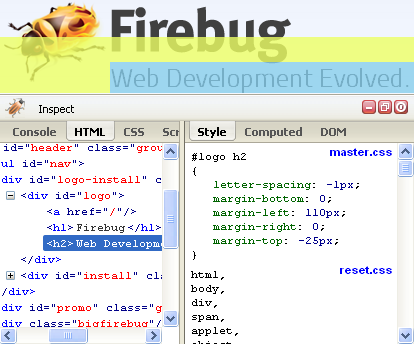 Firebug
Web Development Evolved.
Inspect
Console HTML CSS Scr
id="header" class="grou
ul id="nav">
div id="logo-install" c
<div id="logo">
<a href="/"/>
<h1>Firebug</h1>
<h2>Web Developme
</div>
<div id="install" class
/div>
div id="promo" class="g
div class="bigfirebug"/
Style Computed DOM
#logo h2 master.css
{
letter-spacing: -1px;
margin-bottom: 0;
margin-left: 110px;
margin-right: 0;
margin-top: -25px;
}
html, reset.css
body,
div,
span,
applet,
object